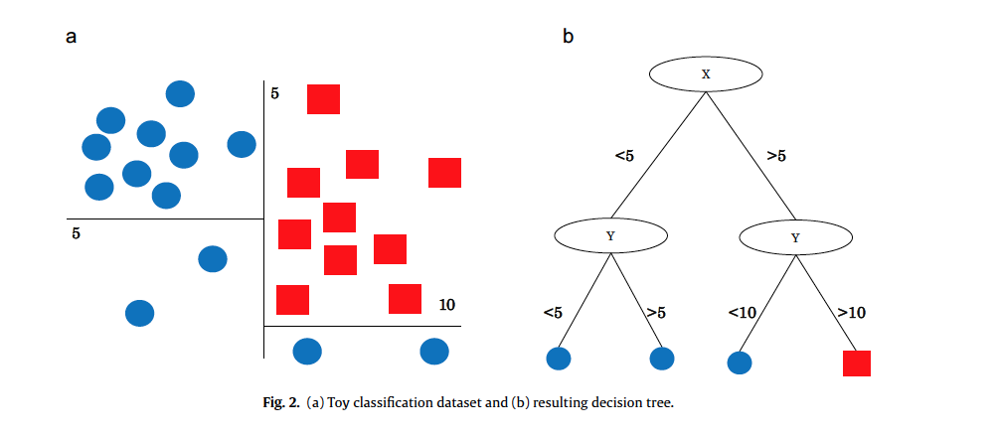 a
b
5
X
<5
>5
5
Y
Y
10
<5
>5
<10
>10
Fig. 2. (a) Toy classification dataset and (b) resulting decision tree.